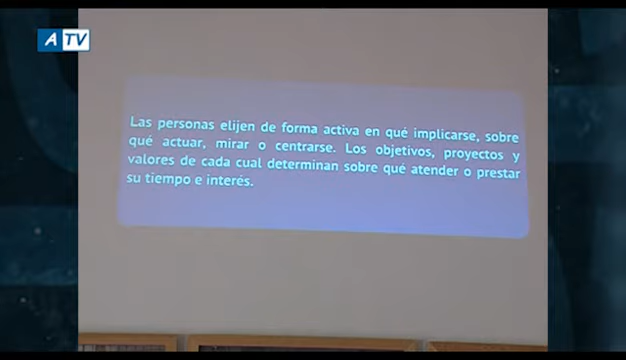 ATV
Las personas elijen de forma activa en qué implicarse, sobre
qué actuar, mirar o centrarse. Los objetivos, proyectos y
valores de cada cual determinan sobre qué atender o prestar
su tiempo e interés.